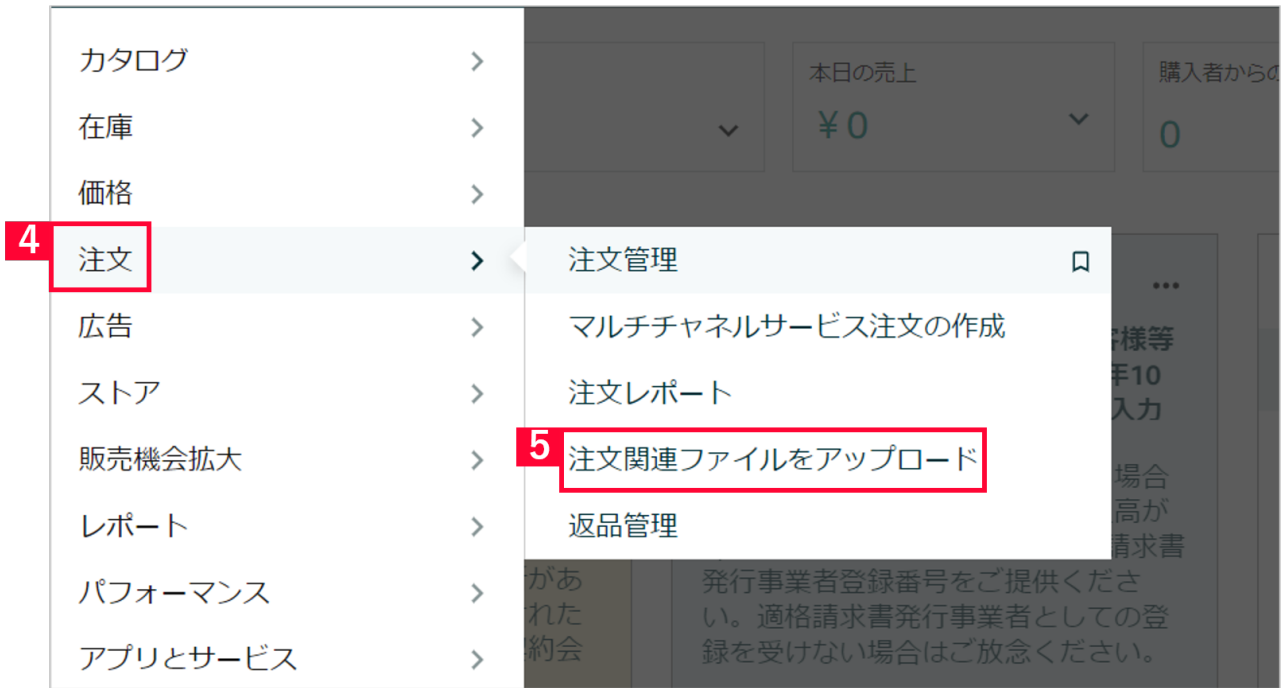 カタログ
在庫
価格
4
注文
広告
ストア
販売機会拡大
レポート
パフォーマンス
アプリとサービス
注文管理
マルチチャネルサービス注文の作成
注文レポート
5
注文関連ファイルをアップロード
返品管理
本日の売上
¥0
購入者からの
0
客様等
年10
入力
場合
高が
請求書
発行事業者登録番号をご提供くださ
い。適格請求書発行事業者としての登
録を受けない場合はご放念ください。
があ
れた
約会